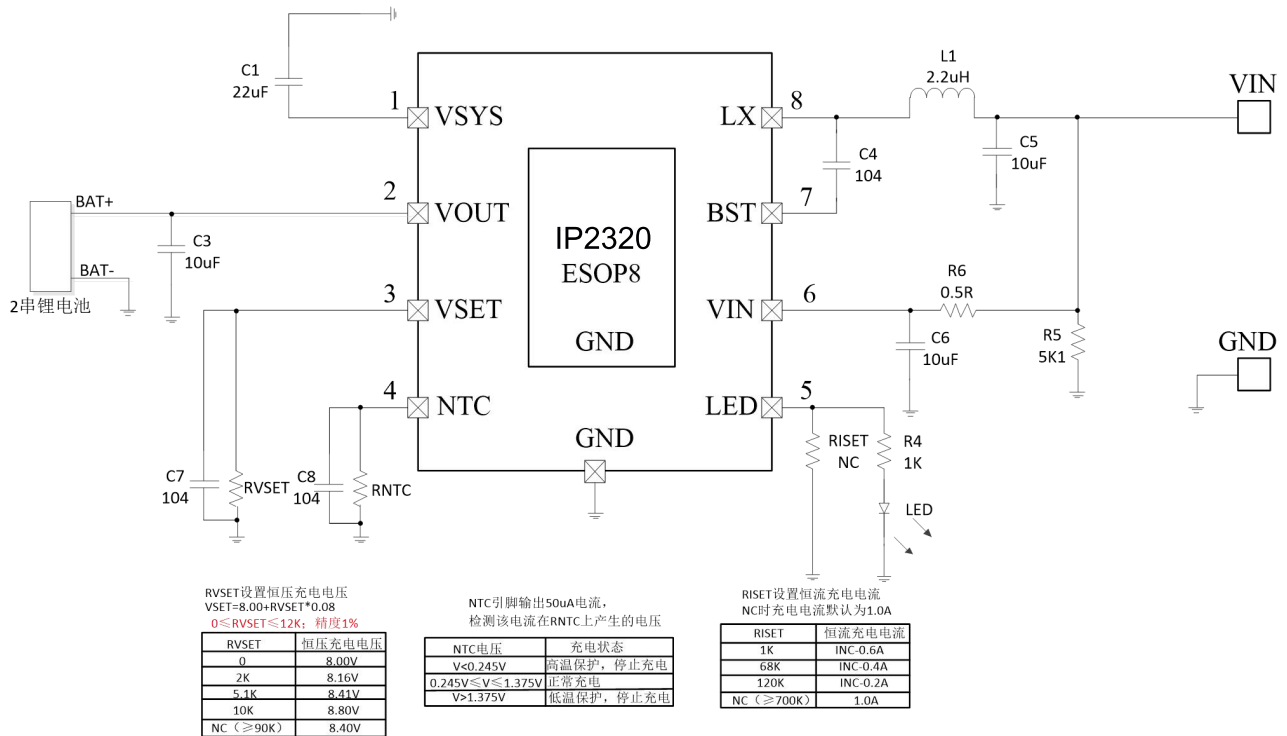 L1
2.2uH
VIN
C1
22uF
1
VSYS
LX
8
C4
104
C5
10uF
BAT+
2
VOUT
BST
7
C3
10uF
IP2320
ESOP8
BAT-
2串锂电池
3
VSET
VIN
6
R6
0.5R
GND
C6
10uF
R5
5K1
GND
4
NTC
LED
5
GND
RISET
NC
R4
1K
C7
104
RVSET
C8
104
RNTC
LED
RVSET设置恒压充电电压
VSET=8.00+RVSET*0.08
0≤RVSET≤12K；精度1%
RVSET 恒压充电电压
0 8.00V
2K 8.16V
5.1K 8.41V
10K 8.80V
NC（≥90K） 8.40V
NTC引脚输出50uA电流，
检测该电流在RNTC上产生的电压
NTC电压 充电状态
V<0.245V 高温保护，停止充电
0.245V≤V≤1.375V 正常充电
V>1.375V 低温保护，停止充电
RISET设置恒流充电电流
NC时充电电流默认为1.0A
RISET 恒流充电电流
1K INC-0.6A
68K INC-0.4A
120K INC-0.2A
NC（≥700K） 1.0A